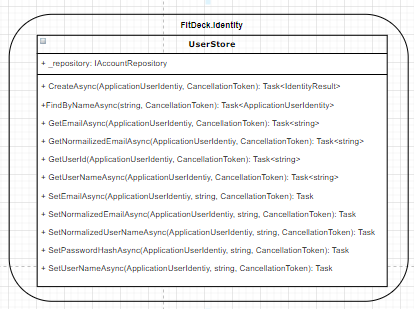 FitDeck.Identity
UserStore
+ _repository: IAccountRepository
+ CreateAsync(ApplicationUserIdentiy, CancellationToken): Task<IdentityResult>
+FindByNameAsync(string, CancellationToken): Task<ApplicationUserIdentity>
+ GetEmailAsync(ApplicationUserIdentiy, CancellationToken): Task<string>
+ GetNormailizedEmailAsync(ApplicationUserIdentiy, CancellationToken): Task<string>
+ GetUserId(ApplicationUserIdentiy, CancellationToken): Task<string>
+ GetUserNameAsync(ApplicationUserIdentiy, CancellationToken): Task<string>
+ SetEmailAsync(ApplicationUserIdentiy, string, CancellationToken): Task
+ SetNormalizedEmailAsync(ApplicationUserIdentiy, string, CancellationToken): Task
+ SetNormalizedUserNameAsync(ApplicationUserIdentiy, string, CancellationToken): Task
+ SetPasswordHashAsync(ApplicationUserIdentiy, string, CancellationToken): Task
+ SetUserNameAsync(ApplicationUserIdentiy, string, CancellationToken): Task